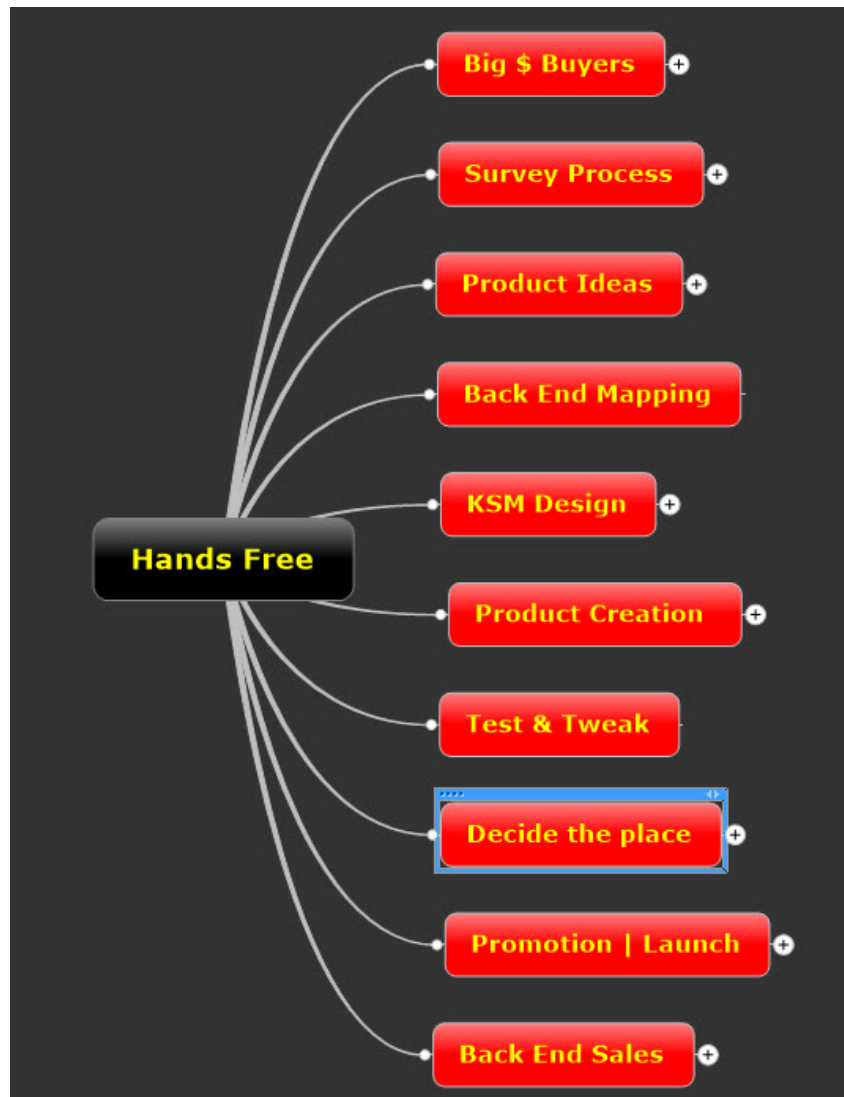 Big $ Buyers
Survey Process
Product Ideas
Back End Mapping
KSM Design
Hands Free
Product Creation
Test & Tweak
Decide the place
Promotion | Launch
Back End Sales